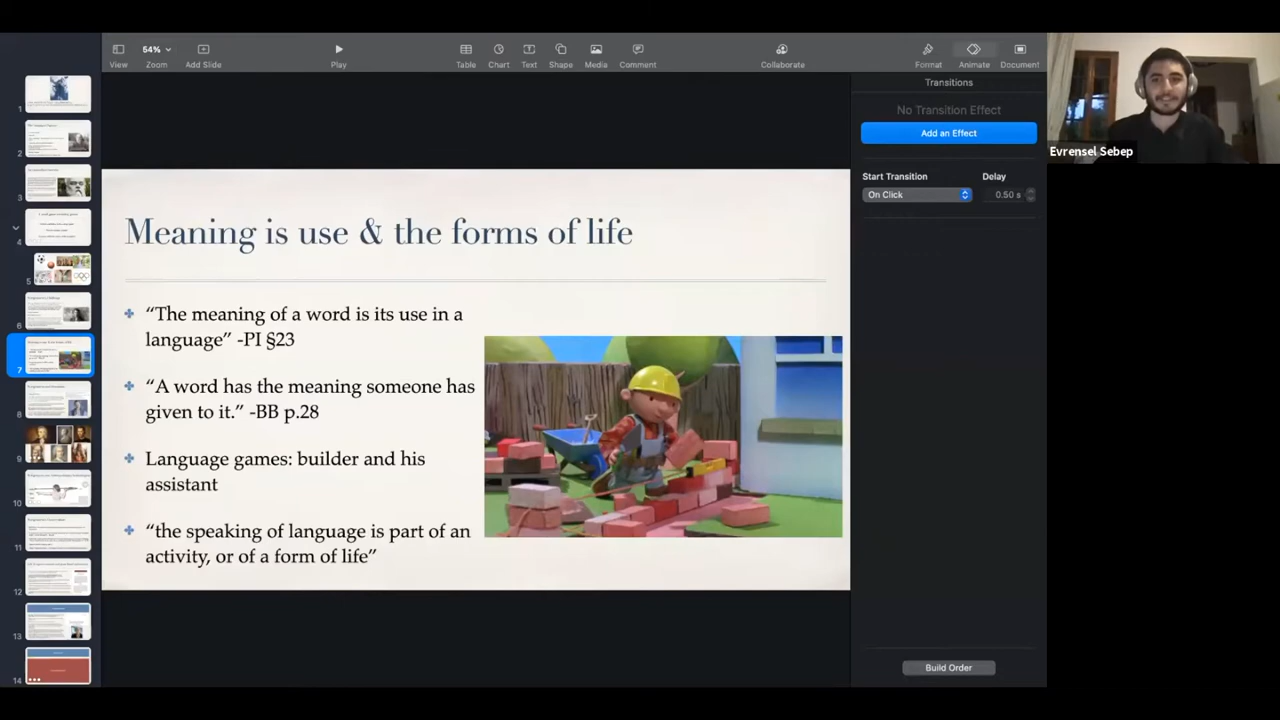 View
54%
Zoom
Add Slide
Play
Table
Chart
Text
Shape
Media
Comment
Collaborate
Format
Animate
Document
Transitions
No Transition Effect
Add an Effect
Start Transition
Delay
On Click
0.50 s
Build Order
Evrensel Sebep
1
2
3
4
5
6
7
8
9
10
11
12
13
14
Meaning is use & the forms of life
“The meaning of a word is its use in a
language” -PI §23
“A word has the meaning someone has
given to it.” -BB p.28
Language games: builder and his
assistant
“the speaking of language is part of an
activity, or of a form of life”